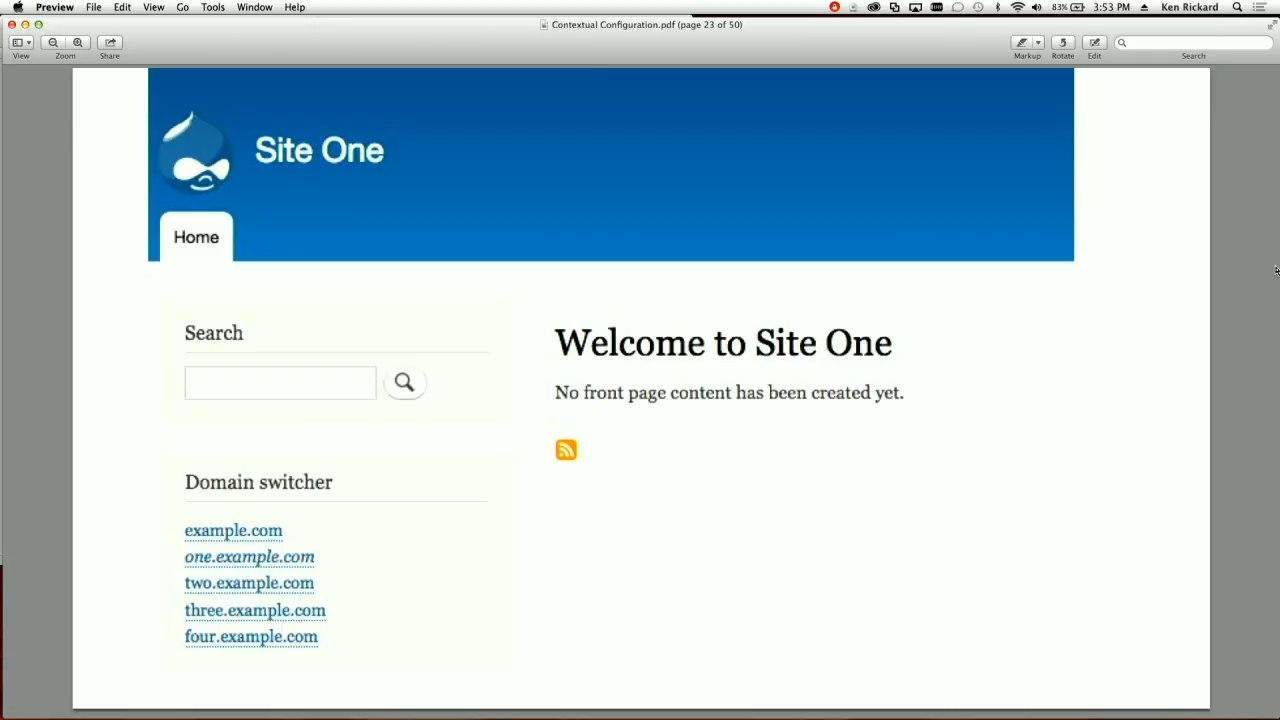 Preview File Edit View Go Tools Window Help 83% 3:53 PM Ken Rickard
Contextual Configuration.pdf (page 23 of 50)
View Zoom Share Markup Rotate Edit Search
Site One
Home
Search
Welcome to Site One
No front page content has been created yet.
Domain switcher
example.com
one.example.com
two.example.com
three.example.com
four.example.com